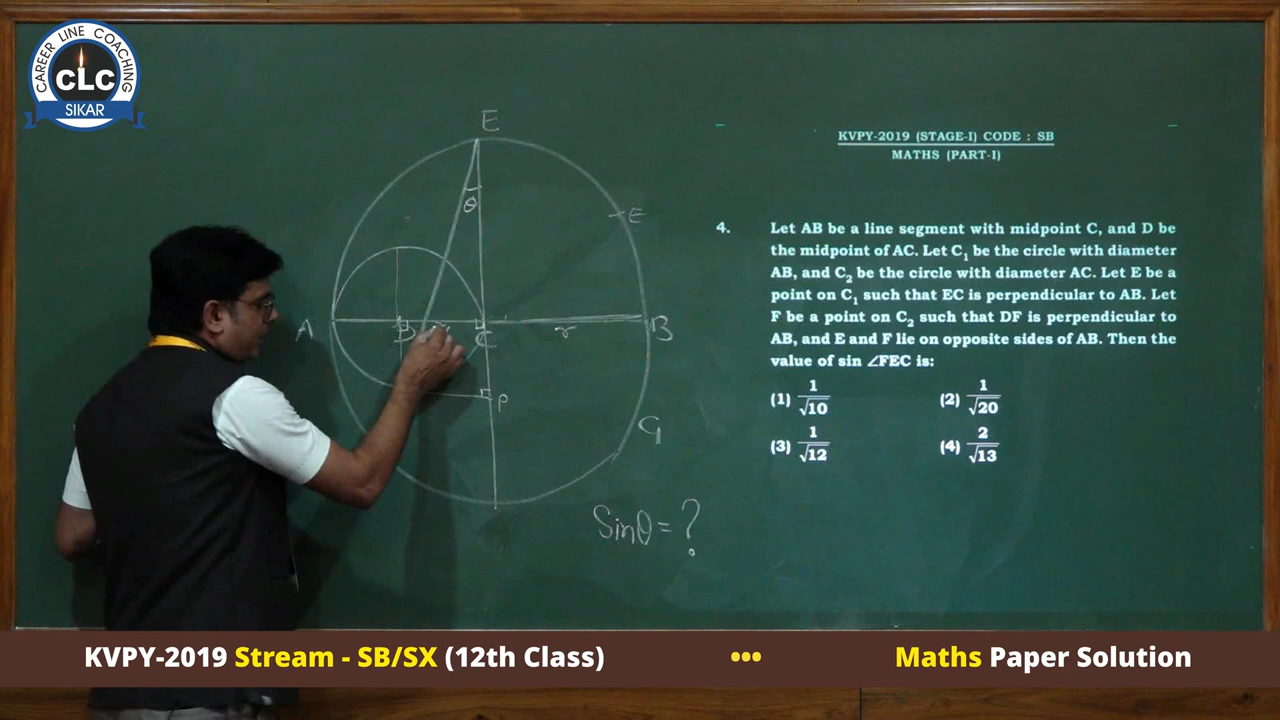 CAREER LINE COACHING
CLC
SIKAR
E
θ
E
A
D
C
r
B
P
G
Sinθ = ?
KVPY-2019 (STAGE-I) CODE : SB
MATHS (PART-I)
4. Let AB be a line segment with midpoint C, and D be
the midpoint of AC. Let C₁ be the circle with diameter
AB, and C₂ be the circle with diameter AC. Let E be a
point on C₁ such that EC is perpendicular to AB. Let
F be a point on C₂ such that DF is perpendicular to
AB, and E and F lie on opposite sides of AB. Then the
value of sin ∠FEC is:
(1) 1/√10 (2) 1/√20
(3) 1/√12 (4) 2/√13
KVPY-2019 Stream - SB/SX (12th Class) ••• Maths Paper Solution